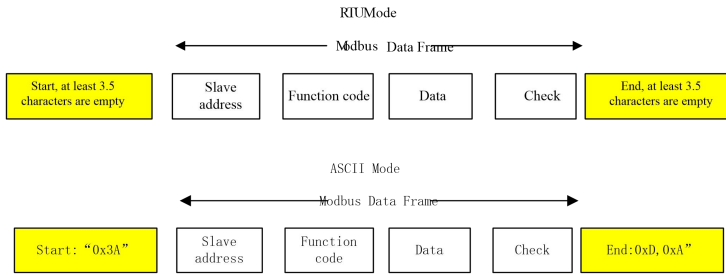 RTUMode
Modbus Data Frame
Start, at least 3.5
characters are empty
Slave
address
Function code
Data
Check
End, at least 3.5
characters are empty
ASCII Mode
Modbus Data Frame
Start: “0x3A”
Slave
address
Function
code
Data
Check
End:0xD,0xA”